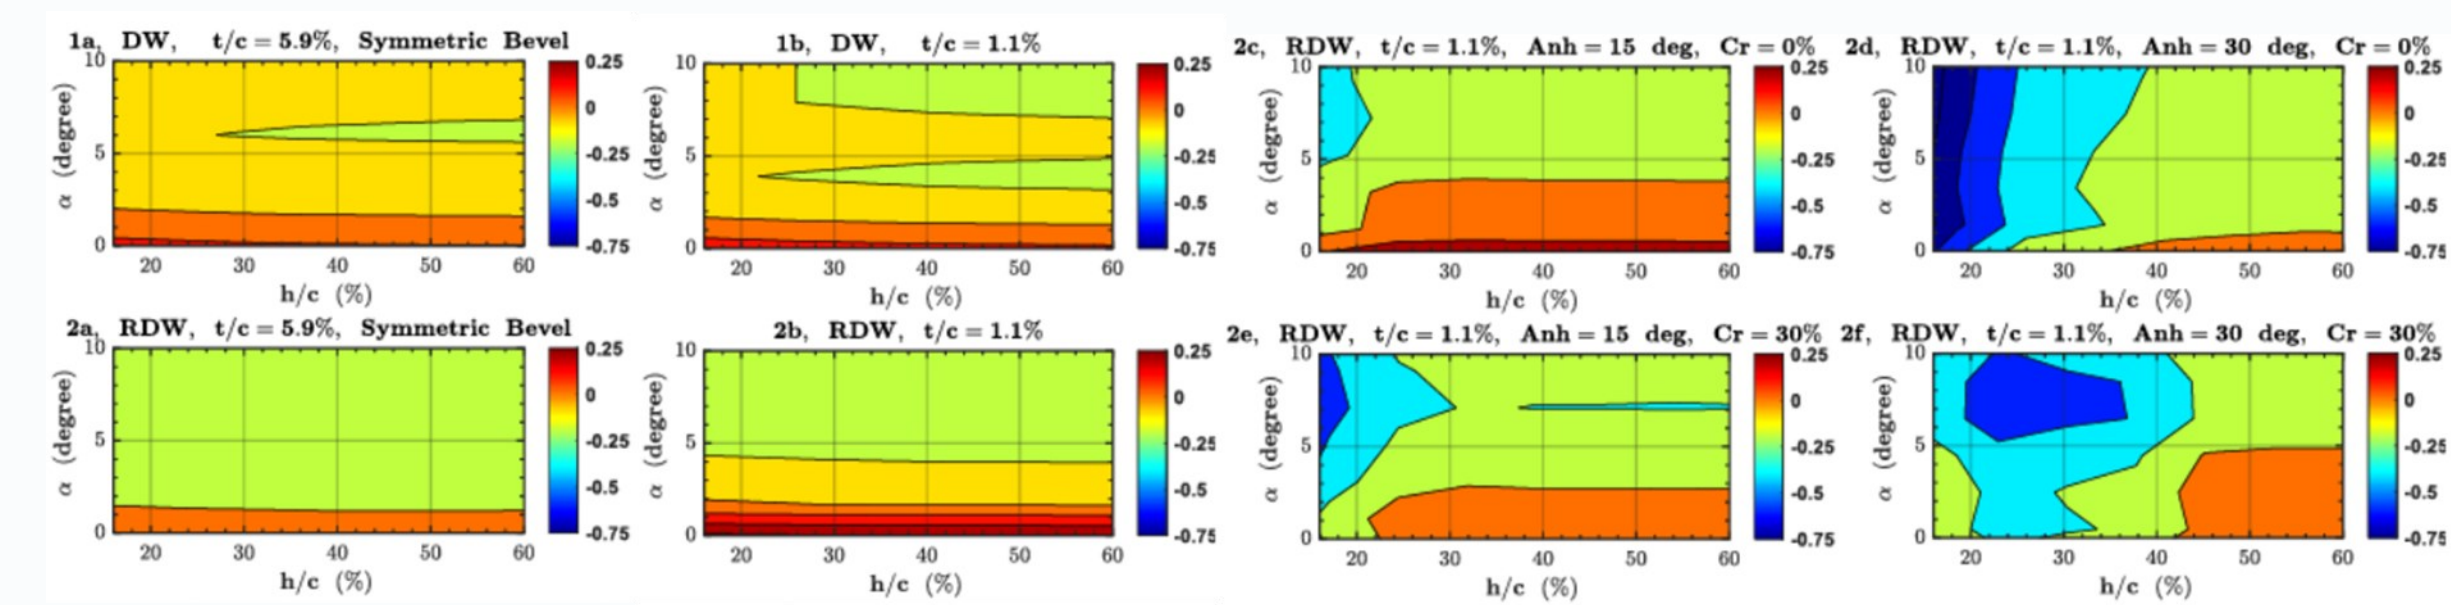 1a, DW, t/c = 5.9%, Symmetric Bevel
10
5
0
α (degree)
20 30 40 50 60
h/c (%)
0.25
0
-0.25
-0.5
-0.75
1b, DW, t/c = 1.1%
10
5
0
α (degree)
20 30 40 50 60
h/c (%)
0.25
0
-0.25
-0.5
-0.75
2c, RDW, t/c = 1.1%, Anh = 15 deg, Cr = 0%
10
5
0
α (degree)
20 30 40 50 60
h/c (%)
0.25
0
-0.25
-0.5
-0.75
2d, RDW, t/c = 1.1%, Anh = 30 deg, Cr = 0%
10
5
0
α (degree)
20 30 40 50 60
h/c (%)
0.25
0
-0.25
-0.5
-0.75
2a, RDW, t/c = 5.9%, Symmetric Bevel
10
5
0
α (degree)
20 30 40 50 60
h/c (%)
0.25
0
-0.25
-0.5
-0.75
2b, RDW, t/c = 1.1%
10
5
0
α (degree)
20 30 40 50 60
h/c (%)
0.25
0
-0.25
-0.5
-0.75
2e, RDW, t/c = 1.1%, Anh = 15 deg, Cr = 30%
10
5
0
α (degree)
20 30 40 50 60
h/c (%)
0.25
0
-0.25
-0.5
-0.75
2f, RDW, t/c = 1.1%, Anh = 30 deg, Cr = 30%
10
5
0
α (degree)
20 30 40 50 60
h/c (%)
0.25
0
-0.25
-0.5
-0.75